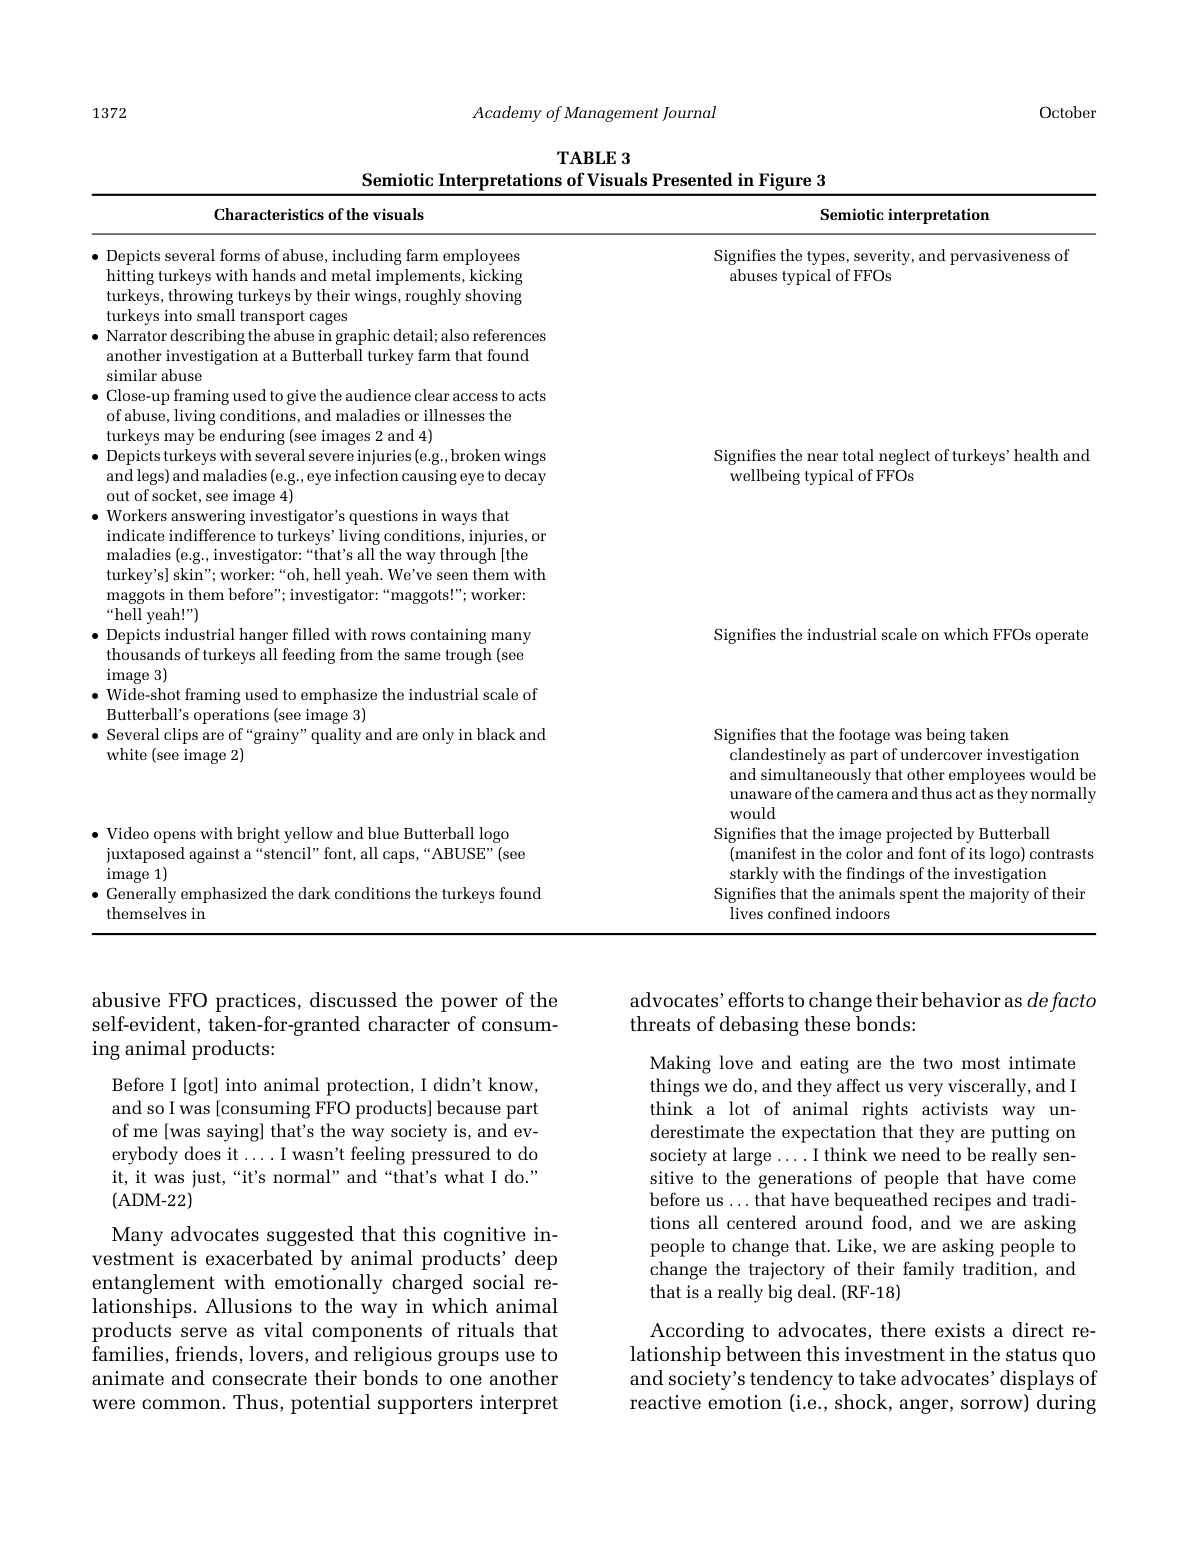 1372
Academy of Management Journal
October
TABLE 3
Semiotic Interpretations of Visuals Presented in Figure 3
Characteristics of the visuals
Semiotic interpretation
• Depicts several forms of abuse, including farm employees
hitting turkeys with hands and metal implements, kicking
turkeys, throwing turkeys by their wings, roughly shoving
turkeys into small transport cages
Signifies the types, severity, and pervasiveness of
abuses typical of FFOs
• Narrator describing the abuse in graphic detail; also references
another investigation at a Butterball turkey farm that found
similar abuse
• Close-up framing used to give the audience clear access to acts
of abuse, living conditions, and maladies or illnesses the
turkeys may be enduring (see images 2 and 4)
• Depicts turkeys with several severe injuries (e.g., broken wings
and legs) and maladies (e.g., eye infection causing eye to decay
out of socket, see image 4)
Signifies the near total neglect of turkeys’ health and
wellbeing typical of FFOs
• Workers answering investigator’s questions in ways that
indicate indifference to turkeys’ living conditions, injuries, or
maladies (e.g., investigator: “that’s all the way through [the
turkey’s] skin”; worker: “oh, hell yeah. We’ve seen them with
maggots in them before”; investigator: “maggots!”; worker:
“hell yeah!”)
• Depicts industrial hanger filled with rows containing many
thousands of turkeys all feeding from the same trough (see
image 3)
Signifies the industrial scale on which FFOs operate
• Wide-shot framing used to emphasize the industrial scale of
Butterball’s operations (see image 3)
• Several clips are of “grainy” quality and are only in black and
white (see image 2)
Signifies that the footage was being taken
clandestinely as part of undercover investigation
and simultaneously that other employees would be
unaware of the camera and thus act as they normally
would
• Video opens with bright yellow and blue Butterball logo
juxtaposed against a “stencil” font, all caps, “ABUSE” (see
image 1)
Signifies that the image projected by Butterball
(manifest in the color and font of its logo) contrasts
starkly with the findings of the investigation
• Generally emphasized the dark conditions the turkeys found
themselves in
Signifies that the animals spent the majority of their
lives confined indoors
abusive FFO practices, discussed the power of the
self-evident, taken-for-granted character of consum-
ing animal products:
Before I [got] into animal protection, I didn’t know,
and so I was [consuming FFO products] because part
of me [was saying] that’s the way society is, and ev-
erybody does it . . . . I wasn’t feeling pressured to do
it, it was just, “it’s normal” and “that’s what I do.”
(ADM-22)
Many advocates suggested that this cognitive in-
vestment is exacerbated by animal products’ deep
entanglement with emotionally charged social re-
lationships. Allusions to the way in which animal
products serve as vital components of rituals that
families, friends, lovers, and religious groups use to
animate and consecrate their bonds to one another
were common. Thus, potential supporters interpret
advocates’ efforts to change their behavior as de facto
threats of debasing these bonds:
Making love and eating are the two most intimate
things we do, and they affect us very viscerally, and I
think a lot of animal rights activists way un-
derestimate the expectation that they are putting on
society at large . . . . I think we need to be really sen-
sitive to the generations of people that have come
before us . . . that have bequeathed recipes and tradi-
tions all centered around food, and we are asking
people to change that. Like, we are asking people to
change the trajectory of their family tradition, and
that is a really big deal. (RF-18)
According to advocates, there exists a direct re-
lationship between this investment in the status quo
and society’s tendency to take advocates’ displays of
reactive emotion (i.e., shock, anger, sorrow) during